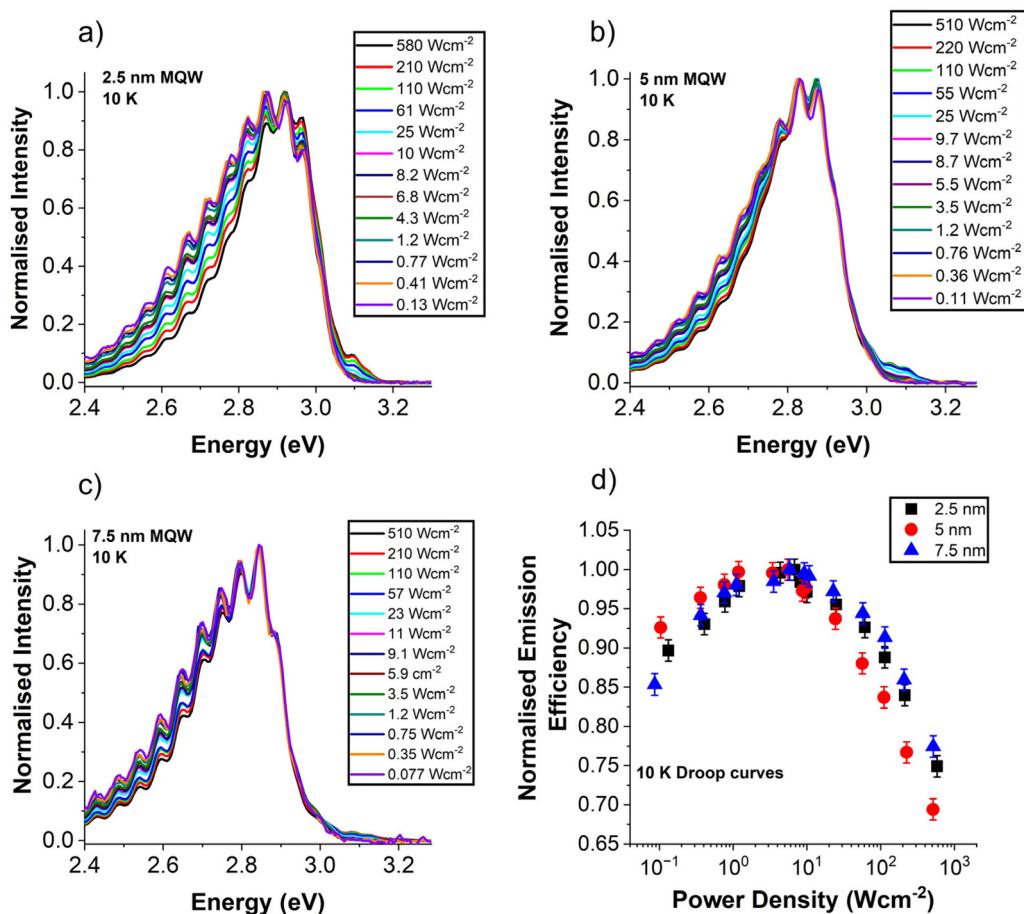 a)
2.5 nm MQW
10 K
580 Wcm-2
210 Wcm-2
110 Wcm-2
61 Wcm-2
25 Wcm-2
10 Wcm-2
8.2 Wcm-2
6.8 Wcm-2
4.3 Wcm-2
1.2 Wcm-2
0.77 Wcm-2
0.41 Wcm-2
0.13 Wcm-2
Normalised Intensity
1.0
0.8
0.6
0.4
0.2
0.0
2.4 2.6 2.8 3.0 3.2
Energy (eV)
b)
5 nm MQW
10 K
510 Wcm-2
220 Wcm-2
110 Wcm-2
55 Wcm-2
25 Wcm-2
9.7 Wcm-2
8.7 Wcm-2
5.5 Wcm-2
3.5 Wcm-2
1.2 Wcm-2
0.76 Wcm-2
0.36 Wcm-2
0.11 Wcm-2
Normalised Intensity
1.0
0.8
0.6
0.4
0.2
0.0
2.4 2.6 2.8 3.0 3.2
Energy (eV)
c)
7.5 nm MQW
10 K
510 Wcm-2
210 Wcm-2
110 Wcm-2
57 Wcm-2
23 Wcm-2
11 Wcm-2
9.1 Wcm-2
5.9 cm-2
3.5 Wcm-2
1.2 Wcm-2
0.75 Wcm-2
0.35 Wcm-2
0.077 Wcm-2
Normalised Intensity
1.0
0.8
0.6
0.4
0.2
0.0
2.4 2.6 2.8 3.0 3.2
Energy (eV)
d)
2.5 nm
5 nm
7.5 nm
Normalised Emission
Efficiency
1.05
1.00
0.95
0.90
0.85
0.80
0.75
0.70
0.65
10 K Droop curves
10-1 100 101 102 103
Power Density (Wcm-2)